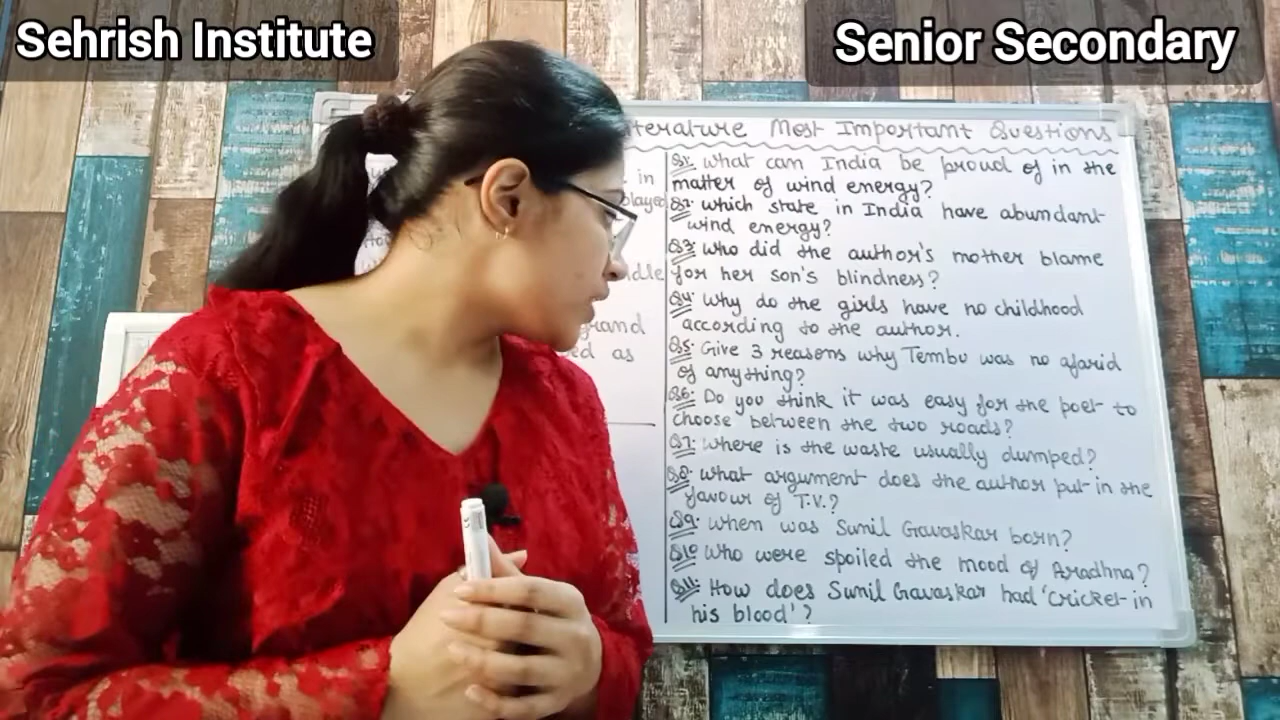 Sehrish Institute
Senior Secondary
Most Important Questions
in
played
grand
ed as
Q1. What can India be proud of in the
matter of wind energy?
Q2. which state in India have abundant
wind energy?
Q3. Who did the author's mother blame
for her son's blindness?
Q4. Why do the girls have no childhood
according to the author.
Q5. Give 3 reasons why Tembu was no afarid
of anything?
Q6. Do you think it was easy for the poet to
choose between the two roads?
Q7. Where is the waste usually dumped?
Q8. What argument does the author put in the
favour of T.V.?
Q9. When was Sunil Gavaskar born?
Q10 Who were spoiled the mood of Aradhna?
Q11. How does Sunil Gavaskar had 'cricket in
his blood'?